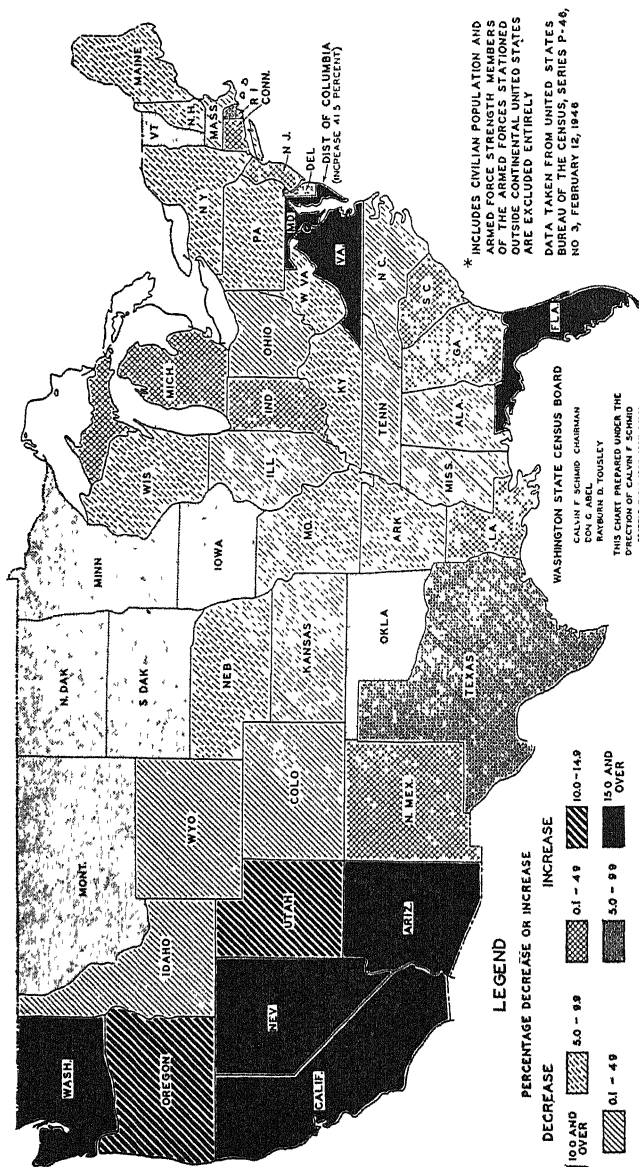 WASH.
MONT.
N. DAK
MINN
OREGON
IDAHO
S. DAK
WIS
MICH.
VT
N.H.
MAINE
WYO
NEB
IOWA
N Y.
MASS.
R I
CONN.
NEV.
UTAH
COLO
KANSAS
MO.
ILL
IND
OHIO
PA
N J.
DEL
MD.
DIST OF COLUMBIA
(INCREASE 41 5 PERCENT)
CALIF.
ARIZ.
N. MEX.
OKLA
ARK
KY
W VA
VA.
TENN
N C.
TEXAS
LA
MISS.
ALA.
GA
S C
FLA.
* INCLUDES CIVILIAN POPULATION AND
ARMED FORCE STRENGTH MEMBERS
OF THE ARMED FORCES STATIONED
OUTSIDE CONTINENTAL UNITED STATES
ARE EXCLUDED ENTIRELY
DATA TAKEN FROM UNITED STATES
BUREAU OF THE CENSUS, SERIES P-46,
NO 3, FEBRUARY 12, 1946
LEGEND
PERCENTAGE DECREASE OR INCREASE
DECREASE
100 AND
OVER
5.0 - 9.9
0.1 - 4.9
INCREASE
0.1 - 4.9
5.0 - 9.9
10.0-14.9
15.0 AND
OVER
WASHINGTON STATE CENSUS BOARD
CALVIN F SCHMID CHAIRMAN
DON G ABEL
RAYBURN D. TOUSLEY
THIS CHART PREPARED UNDER THE
DIRECTION OF CALVIN F SCHMID